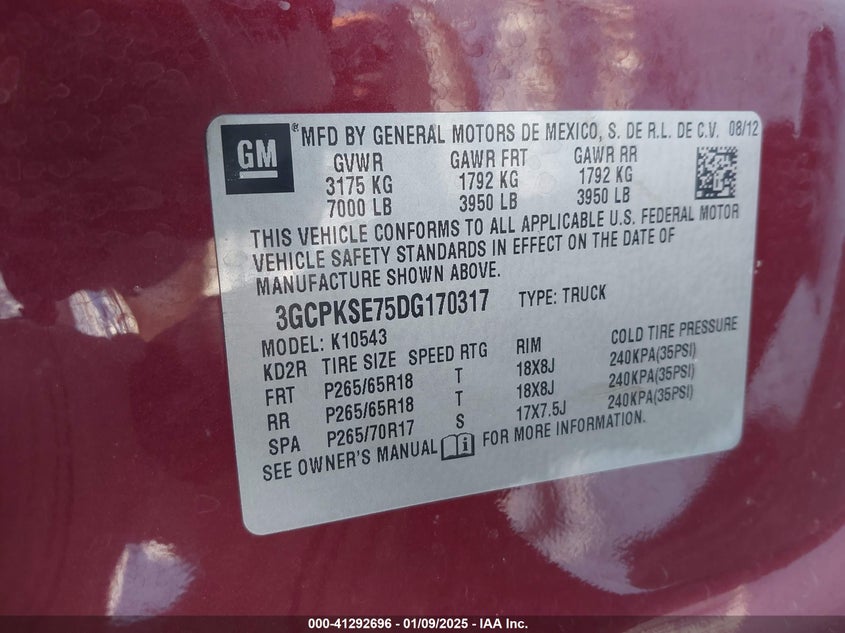 GM ® MFD BY GENERAL MOTORS DE MEXICO, S. DE R.L. DE C.V. 08/12
GVWR GAWR FRT GAWR RR
3175 KG 1792 KG 1792 KG
7000 LB 3950 LB 3950 LB
THIS VEHICLE CONFORMS TO ALL APPLICABLE U.S. FEDERAL MOTOR
VEHICLE SAFETY STANDARDS IN EFFECT ON THE DATE OF
MANUFACTURE SHOWN ABOVE.
3GCPKSE75DG170317 TYPE: TRUCK
MODEL: K10543
KD2R TIRE SIZE SPEED RTG RIM COLD TIRE PRESSURE
FRT P265/65R18 T 18X8J 240KPA(35PSI)
RR P265/65R18 T 18X8J 240KPA(35PSI)
SPA P265/70R17 S 17X7.5J 240KPA(35PSI)
SEE OWNER'S MANUAL i FOR MORE INFORMATION.
000-41292696 - 01/09/2025 - IAA Inc.